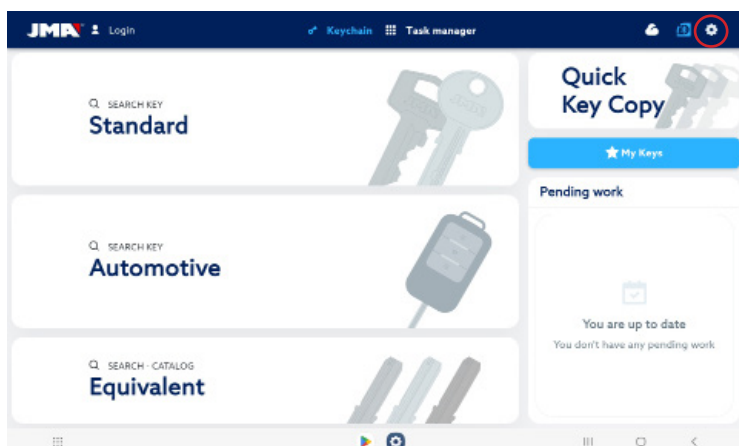 JMA Login Keychain Task manager
SEARCH KEY
Standard
SEARCH KEY
Automotive
SEARCH - CATALOG
Equivalent
Quick
Key Copy
My Keys
Pending work
You are up to date
You don't have any pending work